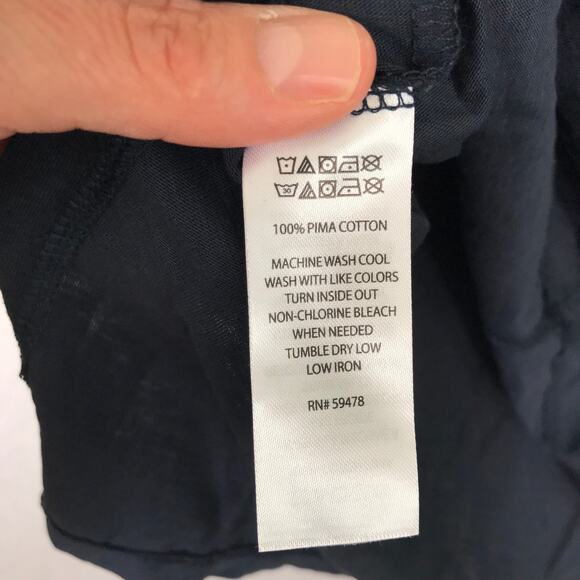 30
100% PIMA COTTON
MACHINE WASH COOL
WASH WITH LIKE COLORS
TURN INSIDE OUT
NON-CHLORINE BLEACH
WHEN NEEDED
TUMBLE DRY LOW
LOW IRON
RN# 59478